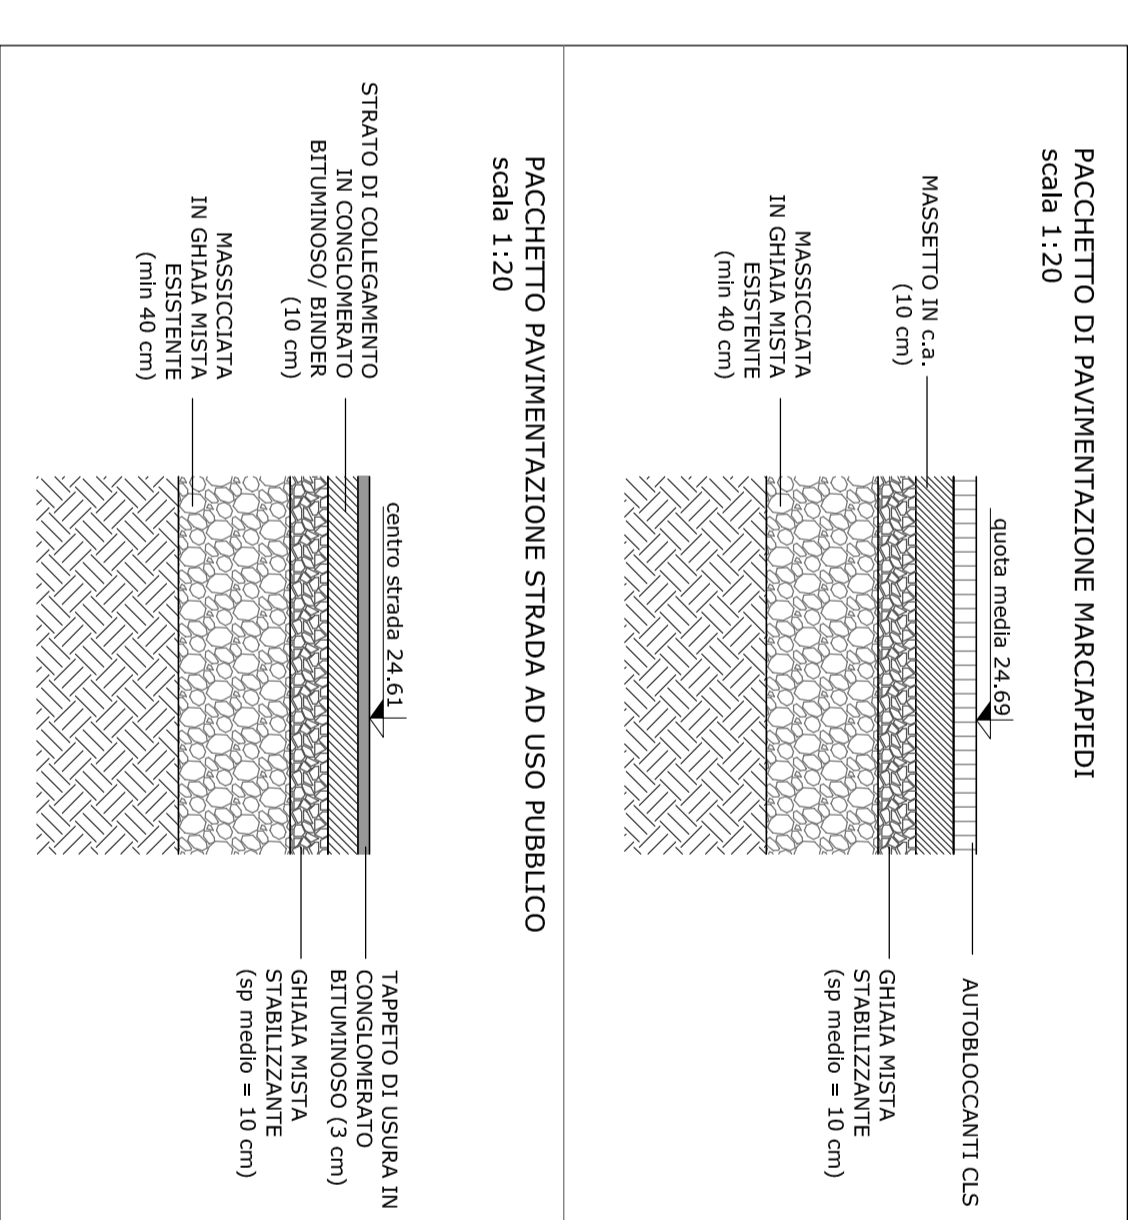 PACCHETTO DI PAVIMENTAZIONE MARCIAPIEDI
scala 1:20
quota media 24.69
MASSETTO IN c.a.
(10 cm)
MASSICCIATA
IN GHIAIA MISTA
ESISTENTE
(min 40 cm)
AUTOBLOCCANTI CLS
GHIAIA MISTA
STABILIZZANTE
(sp medio = 10 cm)
PACCHETTO PAVIMENTAZIONE STRADA AD USO PUBBLICO
scala 1:20
centro strada 24.61
STRATO DI COLLEGAMENTO
IN CONGLOMERATO
BITUMINOSO/ BINDER
(10 cm)
MASSICCIATA
IN GHIAIA MISTA
ESISTENTE
(min 40 cm)
TAPPETO DI USURA IN
CONGLOMERATO
BITUMINOSO (3 cm)
GHIAIA MISTA
STABILIZZANTE
(sp medio = 10 cm)